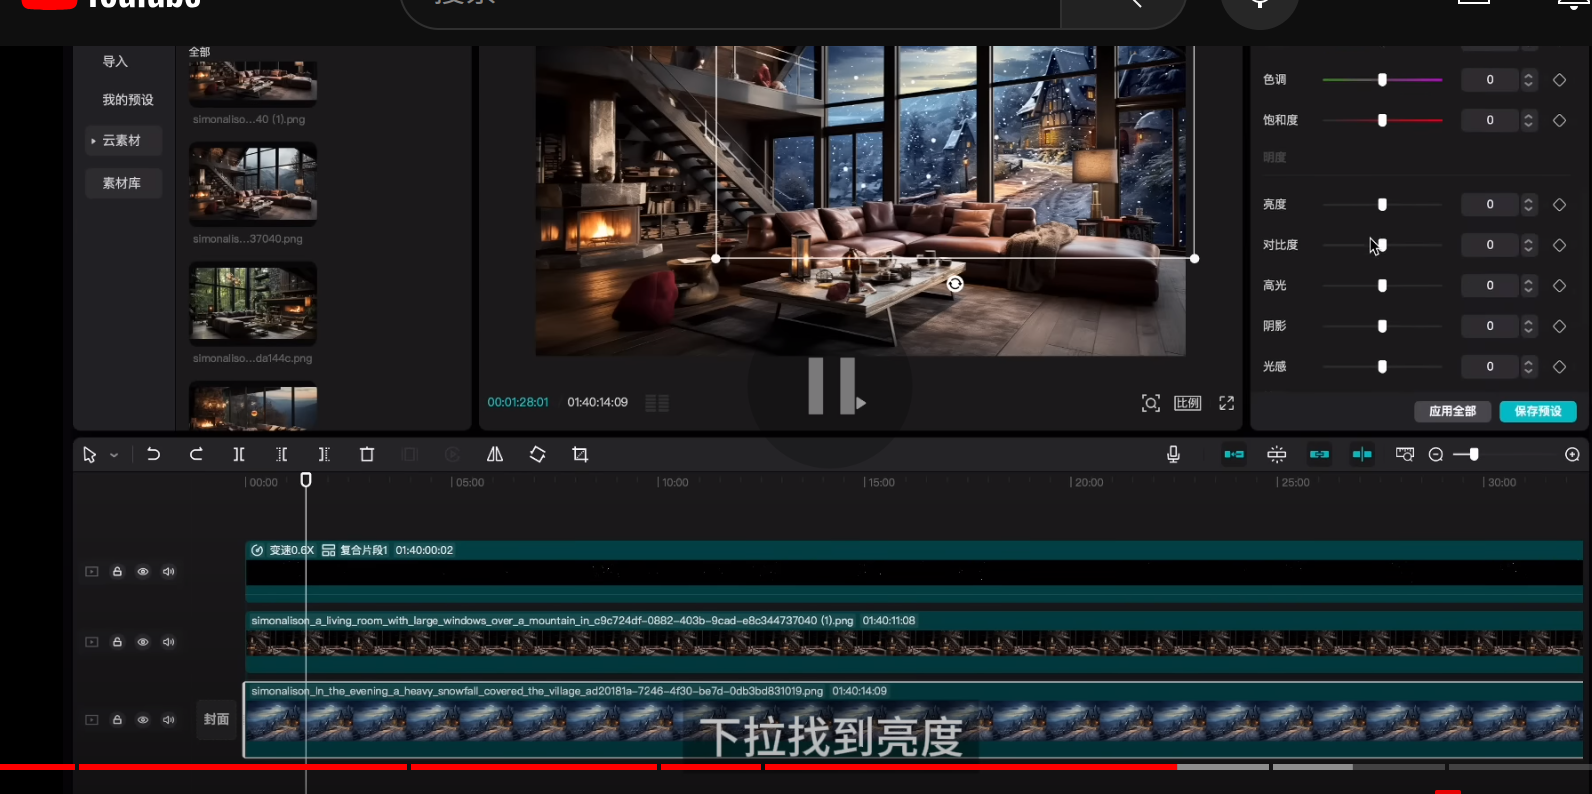 YouTube
搜索
导入
全部
我的预设
云素材
素材库
simonaliso...40 (1).png
simonalis...37040.png
simonaliso...da144c.png
色调
0
饱和度
0
明度
亮度
0
对比度
0
高光
0
阴影
0
光感
0
应用全部
保存预设
00:01:28:01
01:40:14:09
比例
00:00
05:00
10:00
15:00
20:00
25:00
30:00
变速0.6X 复合片段1 01:40:00:02
simonalison_a_living_room_with_large_windows_over_a_mountain_in_c9c724df-0882-403b-9cad-e8c344737040 (1).png 01:40:11:08
simonalison_In_the_evening_a_heavy_snowfall_covered_the_village_ad20181a-7246-4f30-be7d-0db3bd831019.png 01:40:14:09
封面
下拉找到亮度